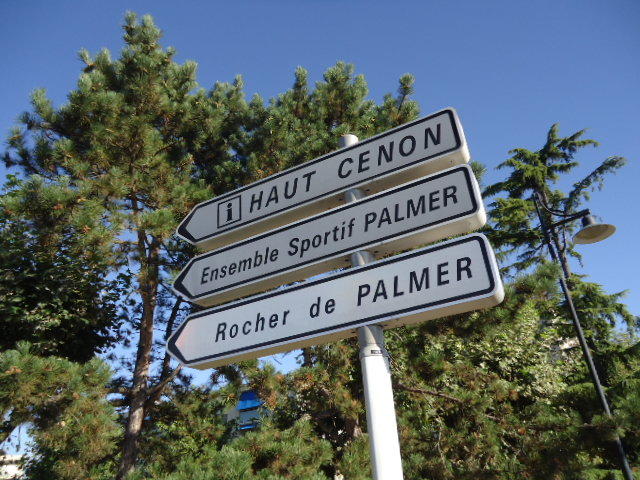 i HAUT CENON
Ensemble Sportif PALMER
Rocher de PALMER